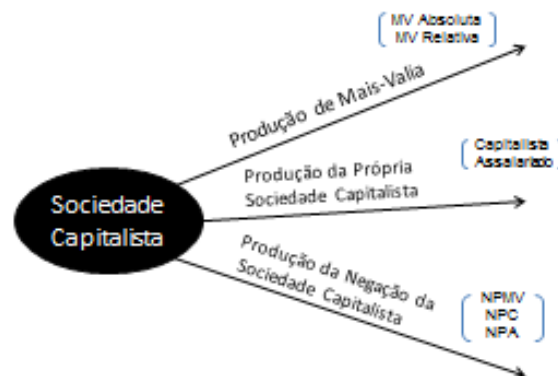 MV Absoluta
MV Relativa
Produção de Mais-Valia
Capitalista
Assalariado
Produção da Própria
Sociedade Capitalista
Sociedade
Capitalista
Produção da Negação da
Sociedade Capitalista
NPMV
NPC
NPA